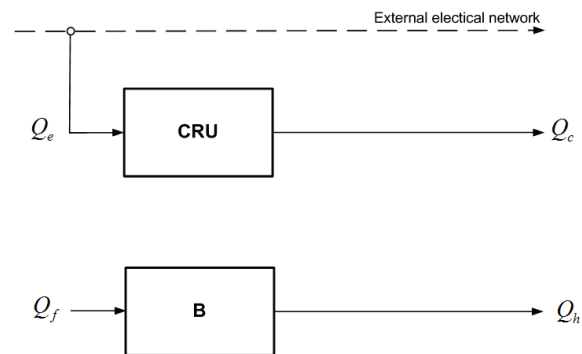 External electical network
Q_e
CRU
Q_c
Q_f
B
Q_h